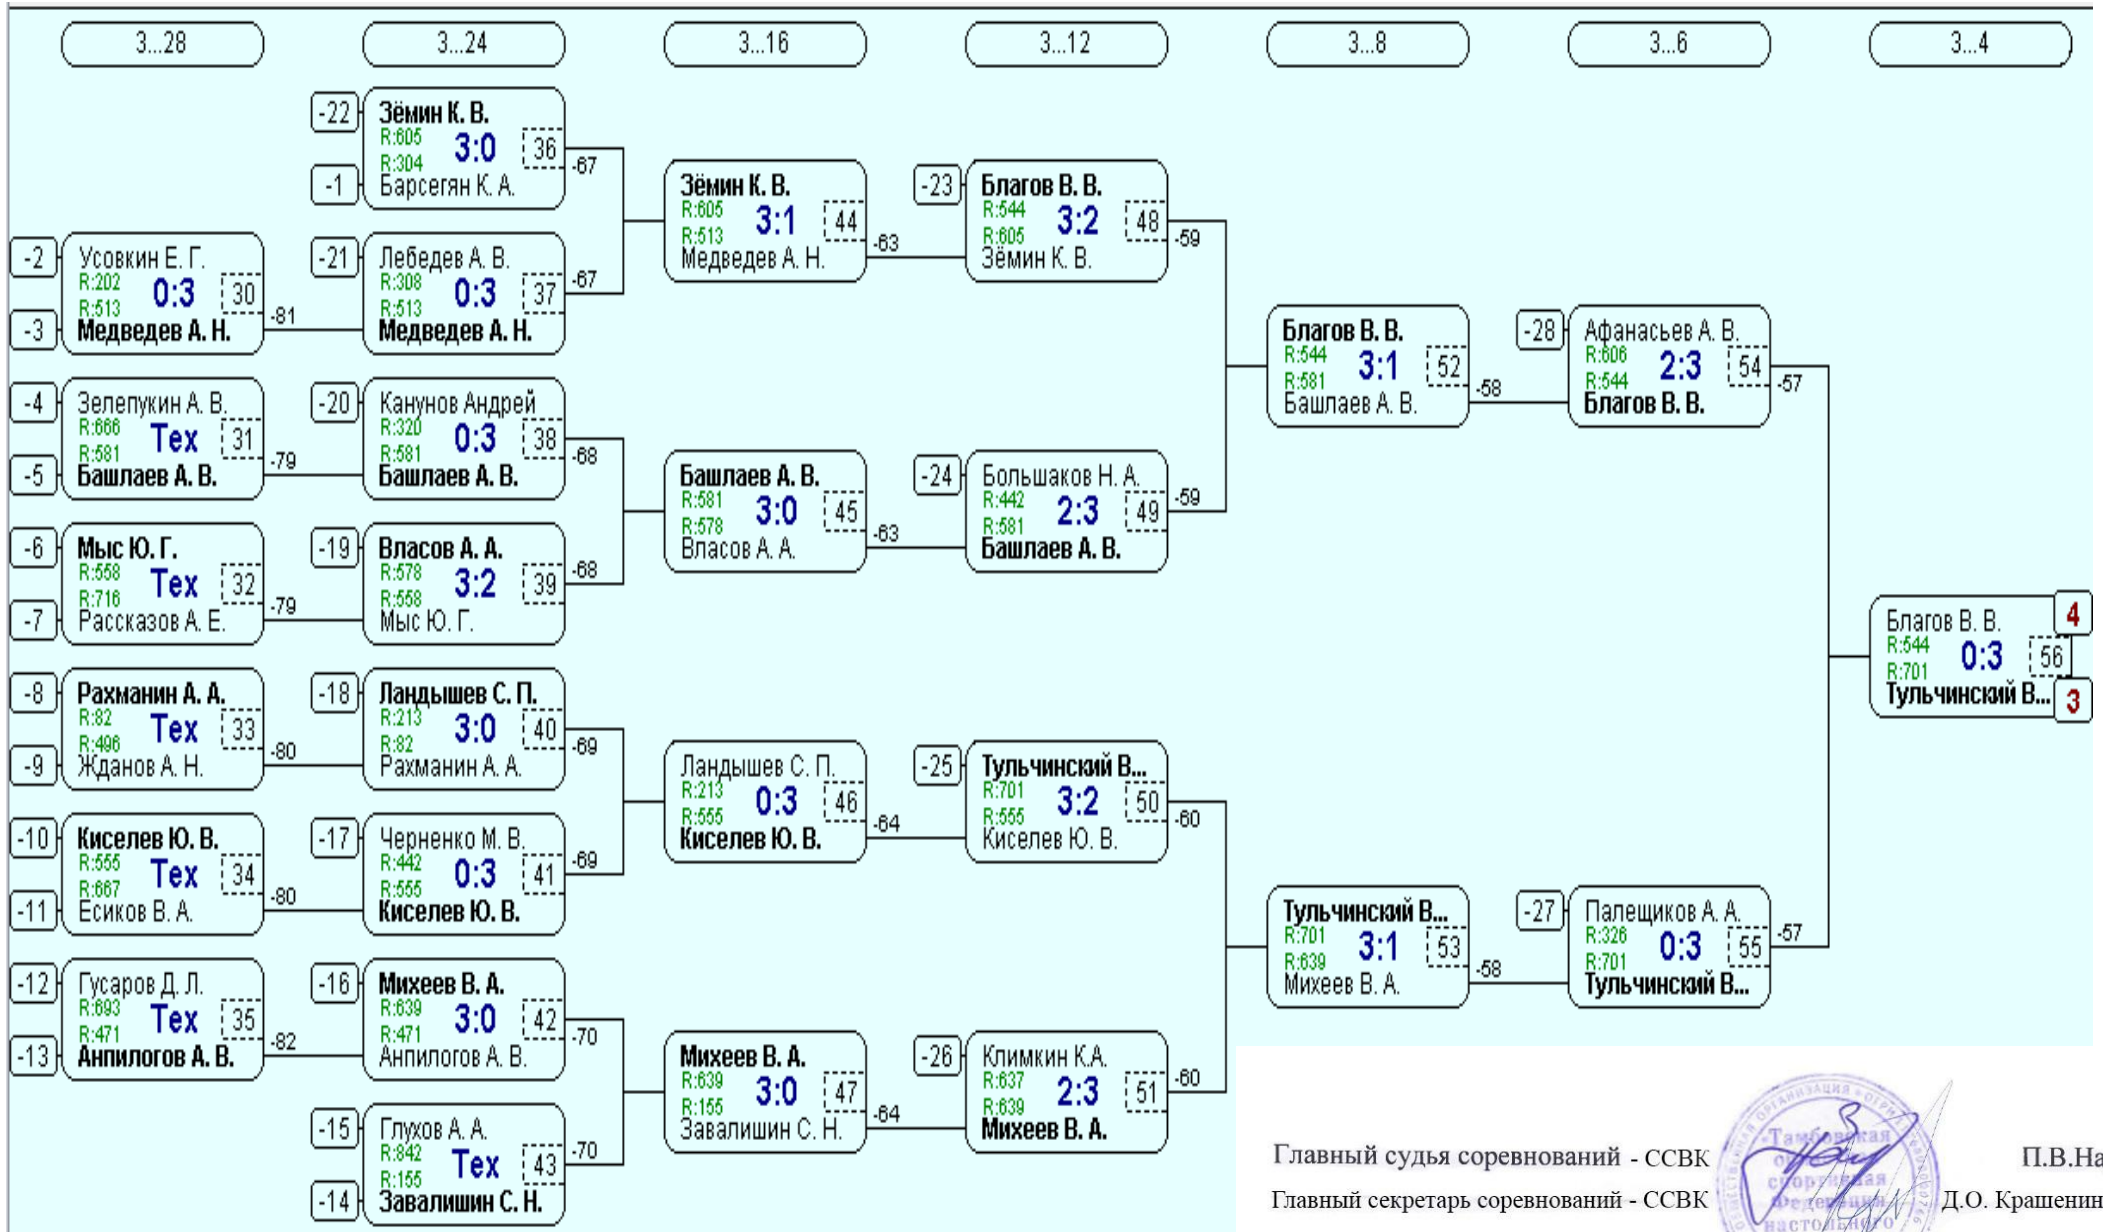 3...28
3...24
3...16
3...12
3...8
3...6
3...4
-2
Усовкин Е. Г.
R:202
0:3
30
R:513
-3
Медведев А. Н.
-81
-4
Зелепукин А. В.
R:666
Тех
31
R:581
-5
Башлаев А. В.
-79
-6
Мыс Ю. Г.
R:558
Тех
32
R:716
-7
Рассказов А. Е.
-79
-8
Рахманин А. А.
R:82
Тех
33
R:496
-9
Жданов А. Н.
-80
-10
Киселев Ю. В.
R:555
Тех
34
R:667
-11
Есиков В. А.
-80
-12
Гусаров Д. Л.
R:693
Тех
35
R:471
-13
Анпилогов А. В.
-82
-22
Зёмин К. В.
R:605
3:0
36
R:304
-1
Барсегян К. А.
-67
-21
Лебедев А. В.
R:308
0:3
37
R:513
Медведев А. Н.
-67
-20
Канунов Андрей
R:320
0:3
38
R:581
Башлаев А. В.
-68
-19
Власов А. А.
R:578
3:2
39
R:558
Мыс Ю. Г.
-68
-18
Ландышев С. П.
R:213
3:0
40
R:82
Рахманин А. А.
-69
-17
Черненко М. В.
R:442
0:3
41
R:555
Киселев Ю. В.
-69
-16
Михеев В. А.
R:639
3:0
42
R:471
Анпилогов А. В.
-70
-15
Глухов А. А.
R:842
Тех
43
R:155
-14
Завалишин С. Н.
-70
Зёмин К. В.
R:605
3:1
44
R:513
Медведев А. Н.
-63
Башлаев А. В.
R:581
3:0
45
R:578
Власов А. А.
-63
Ландышев С. П.
R:213
0:3
46
R:555
Киселев Ю. В.
-64
Михеев В. А.
R:639
3:0
47
R:155
Завалишин С. Н.
-64
-23
Благов В. В.
R:544
3:2
48
R:605
Зёмин К. В.
-59
-24
Большаков Н. А.
R:442
2:3
49
R:581
Башлаев А. В.
-59
-25
Тульчинский В...
R:701
3:2
50
R:555
Киселев Ю. В.
-60
-26
Климкин К.А.
R:637
2:3
51
R:639
Михеев В. А.
-60
Благов В. В.
R:544
3:1
52
R:581
Башлаев А. В.
-58
Тульчинский В...
R:701
3:1
53
R:639
Михеев В. А.
-58
-28
Афанасьев А. В.
R:606
2:3
54
R:544
Благов В. В.
-57
-27
Палещиков А. А.
R:326
0:3
55
R:701
Тульчинский В...
-57
Благов В. В.
4
R:544
0:3
56
R:701
Тульчинский В...
3
Главный судья соревнований - ССВК
П.В.На
Главный секретарь соревнований - ССВК
Д.О. Крашенин
Тамбовская
спортивная
Федерация
настольного